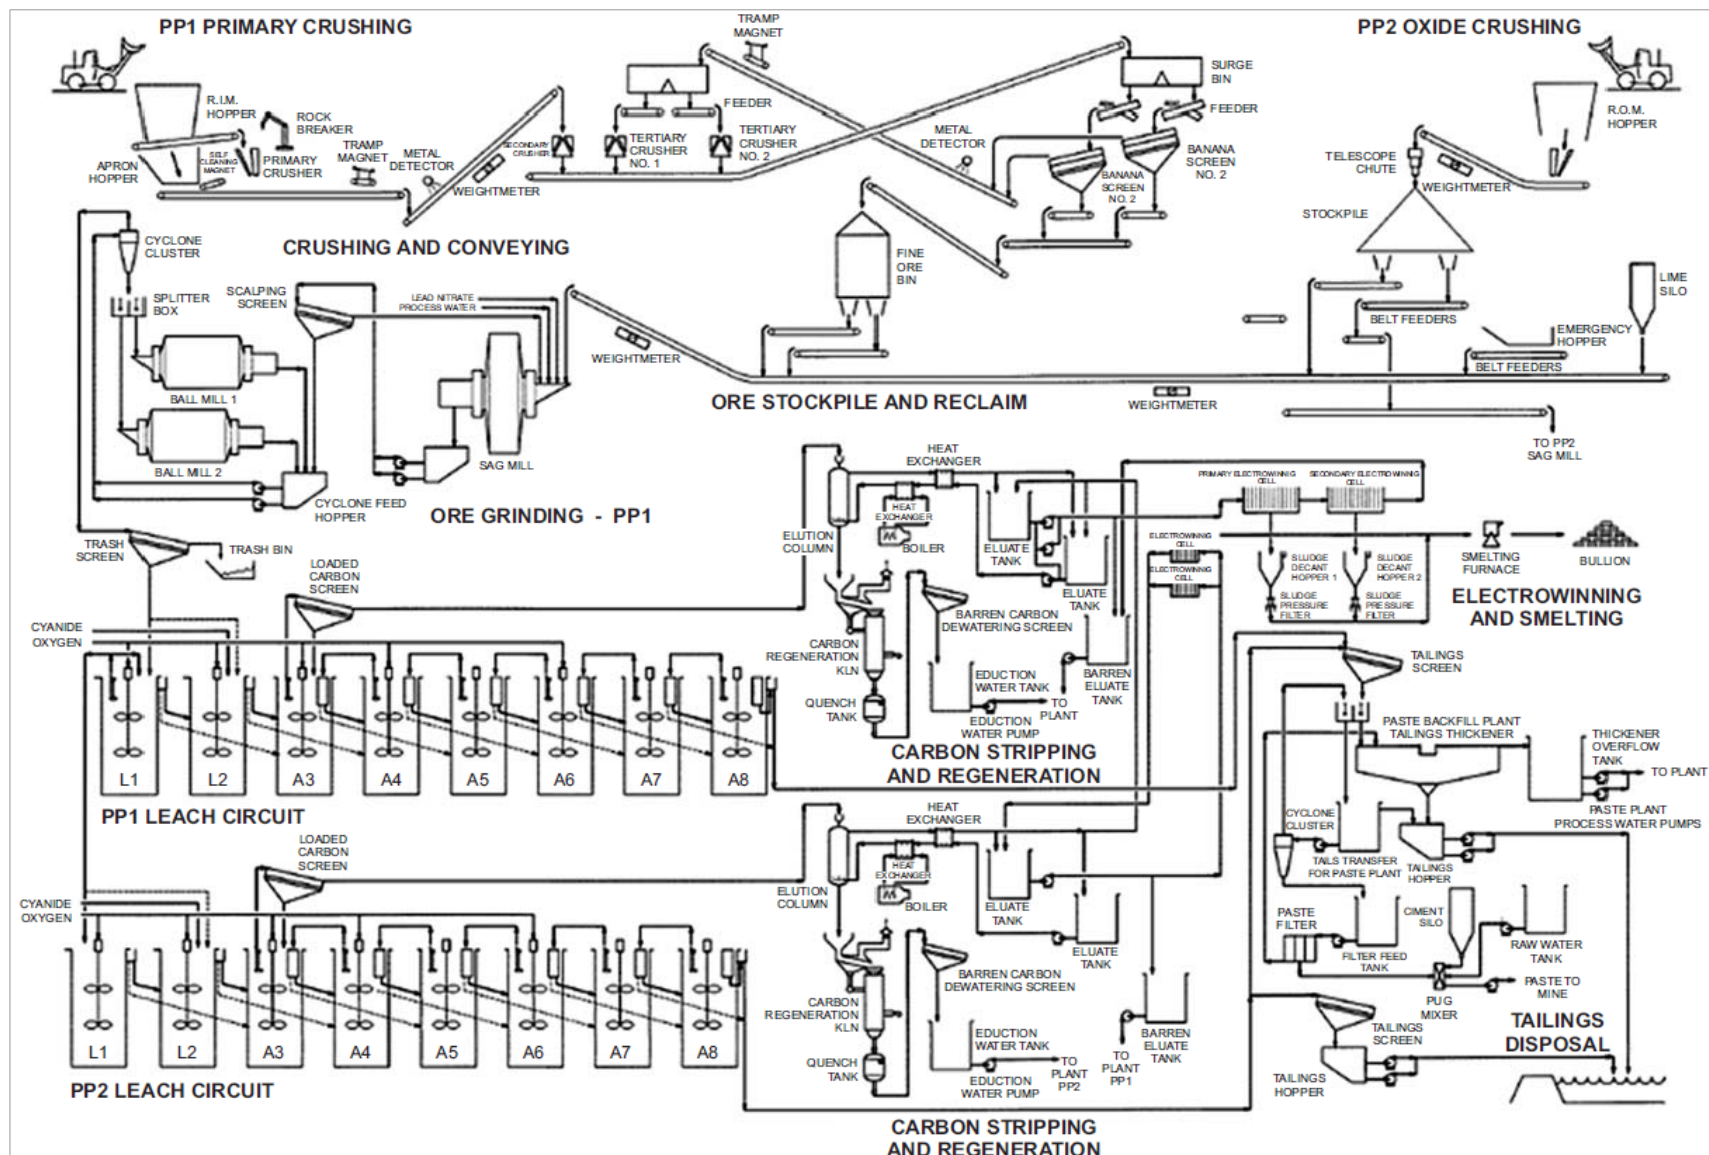 PP1 PRIMARY CRUSHING
TRAMP
MAGNET
PP2 OXIDE CRUSHING
R.I.M.
HOPPER
ROCK
BREAKER
FEEDER
SURGE
BIN
FEEDER
R.O.M.
HOPPER
APRON
HOPPER
SELF
CLEANING
MAGNET
PRIMARY
CRUSHER
TRAMP
MAGNET
METAL
DETECTOR
WEIGHTMETER
SECONDARY
CRUSHER
TERTIARY
CRUSHER
NO. 1
TERTIARY
CRUSHER
NO. 2
METAL
DETECTOR
BANANA
SCREEN
NO. 2
BANANA
SCREEN
NO. 2
TELESCOPE
CHUTE
WEIGHTMETER
STOCKPILE
CYCLONE
CLUSTER
CRUSHING AND CONVEYING
FINE
ORE
BIN
LIME
SILO
SPLITTER
BOX
SCALPING
SCREEN
LEAD NITRATE
PROCESS WATER
WEIGHTMETER
BELT FEEDERS
EMERGENCY
HOPPER
BELT FEEDERS
BALL MILL 1
ORE STOCKPILE AND RECLAIM
WEIGHTMETER
BALL MILL 2
SAG MILL
TO PP2
SAG MILL
CYCLONE FEED
HOPPER
ORE GRINDING - PP1
HEAT
EXCHANGER
PRIMARY ELECTROWINNIG
CELL
SECONDARY ELECTROWINNIG
CELL
TRASH
SCREEN
TRASH BIN
ELUTION
COLUMN
HEAT
EXCHANGER
BOILER
ELUATE
TANK
ELECTROWINNIG
CELL
ELECTROWINNIG
CELL
SLUDGE
DECANT
HOPPER 1
SLUDGE
DECANT
HOPPER 2
SMELTING
FURNACE
BULLION
LOADED
CARBON
SCREEN
ELUATE
TANK
SLUDGE
PRESSURE
FILTER
SLUDGE
PRESSURE
FILTER
ELECTROWINNING
AND SMELTING
CYANIDE
OXYGEN
BARREN CARBON
DEWATERING SCREEN
CARBON
REGENERATION
KLN
TAILINGS
SCREEN
EDUCTION
WATER TANK
BARREN
ELUATE
TANK
QUENCH
TANK
TO
PLANT
EDUCTION
WATER PUMP
PASTE BACKFILL PLANT
TAILINGS THICKENER
THICKENER
OVERFLOW
TANK
TO PLANT
L1
L2
A3
A4
A5
A6
A7
A8
CARBON STRIPPING
AND REGENERATION
PP1 LEACH CIRCUIT
PASTE PLANT
PROCESS WATER PUMPS
HEAT
EXCHANGER
CYCLONE
CLUSTER
LOADED
CARBON
SCREEN
HEAT
EXCHANGER
BOILER
ELUTION
COLUMN
ELUATE
TANK
TAILS TRANSFER
FOR PASTE PLANT
TAILINGS
HOPPER
CYANIDE
OXYGEN
ELUATE
TANK
PASTE
FILTER
CIMENT
SILO
FILTER FEED
TANK
RAW WATER
TANK
BARREN CARBON
DEWATERING SCREEN
CARBON
REGENERATION
KLN
PASTE TO
MINE
PUG
MIXER
EDUCTION
WATER TANK
BARREN
ELUATE
TANK
TAILINGS
SCREEN
TAILINGS
DISPOSAL
L1
L2
A3
A4
A5
A6
A7
A8
QUENCH
TANK
TO
PLANT
PP2
TO
PLANT
PP1
EDUCTION
WATER PUMP
TAILINGS
HOPPER
PP2 LEACH CIRCUIT
CARBON STRIPPING
AND REGENERATION